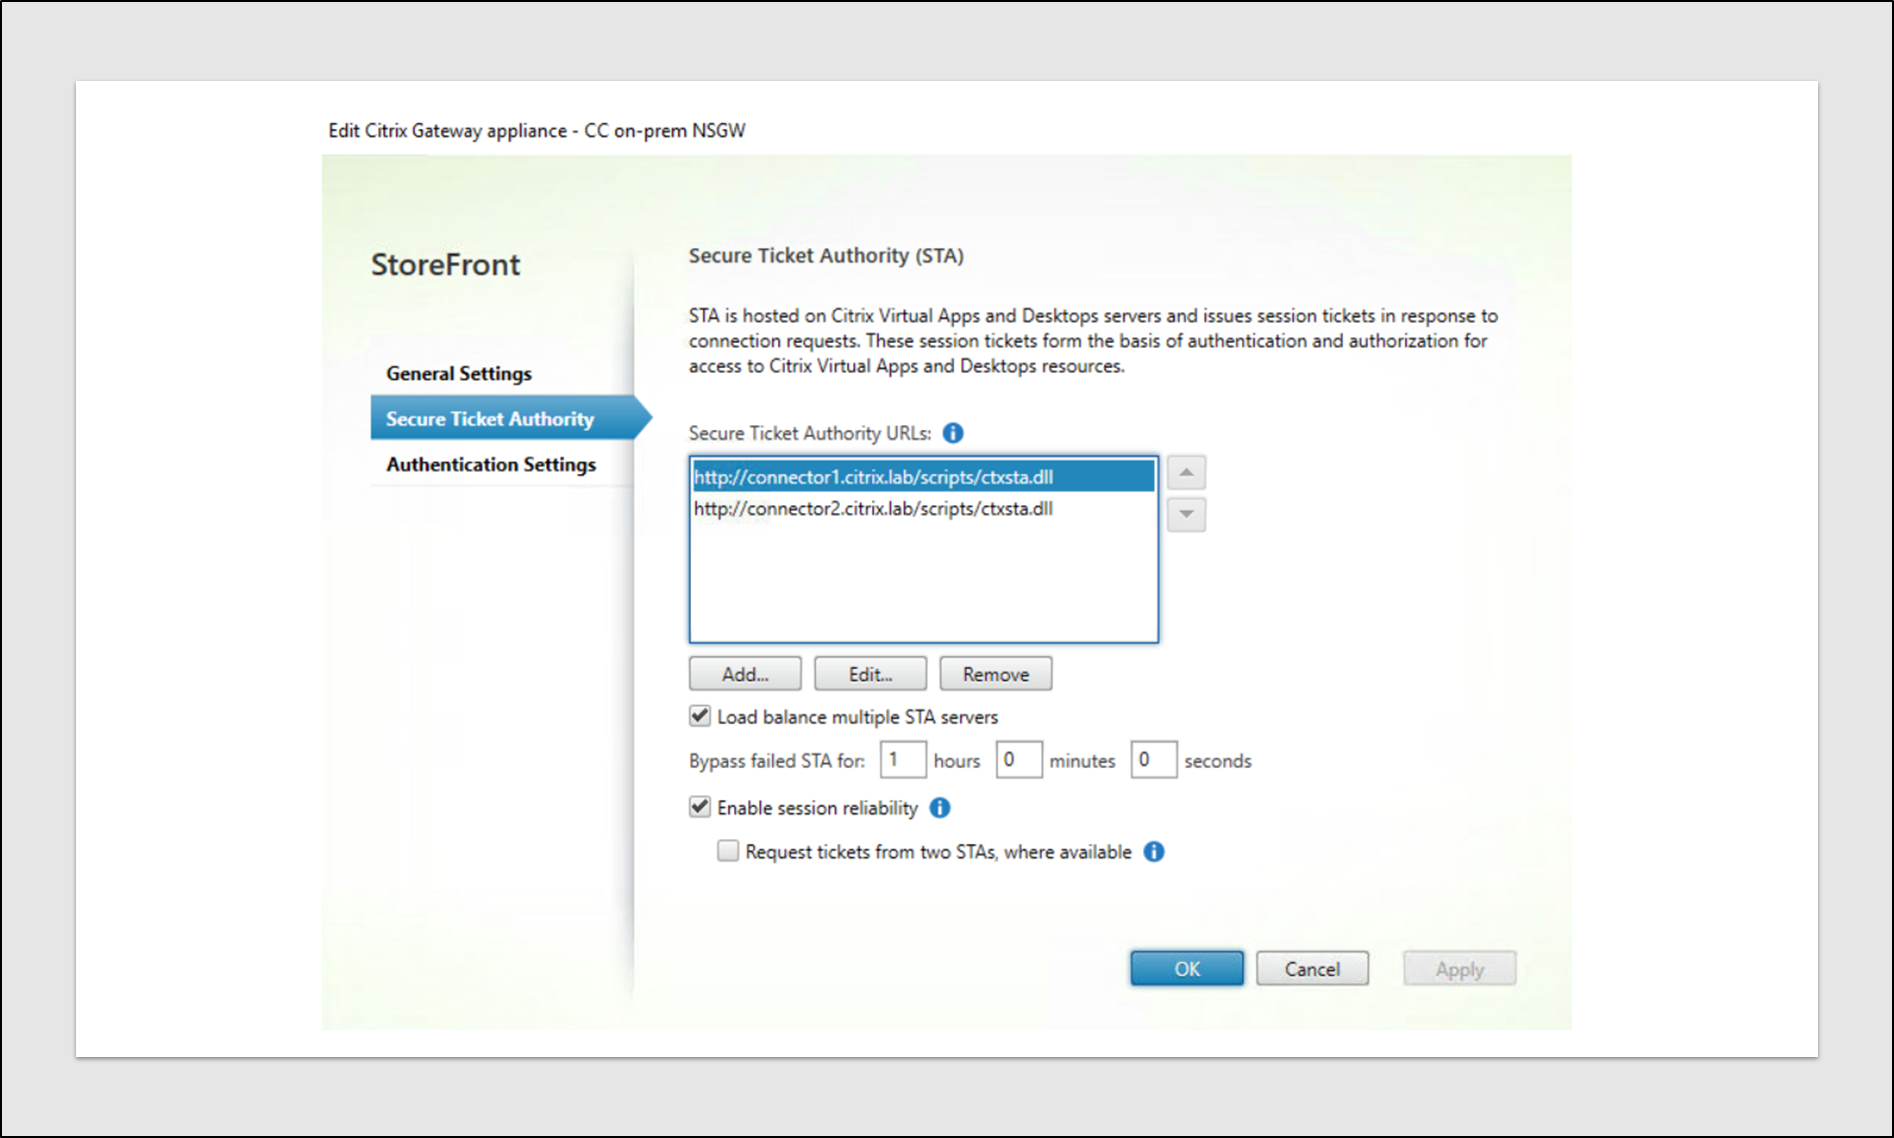 Edit Citrix Gateway appliance - CC on-prem NSGW
StoreFront
General Settings
Secure Ticket Authority
Authentication Settings
Secure Ticket Authority (STA)
STA is hosted on Citrix Virtual Apps and Desktops servers and issues session tickets in response to
connection requests. These session tickets form the basis of authentication and authorization for
access to Citrix Virtual Apps and Desktops resources.
Secure Ticket Authority URLs:
http://connector1.citrix.lab/scripts/ctxsta.dll
http://connector2.citrix.lab/scripts/ctxsta.dll
Add... Edit... Remove
Load balance multiple STA servers
Bypass failed STA for: 1 hours 0 minutes 0 seconds
Enable session reliability
Request tickets from two STAs, where available
OK Cancel Apply